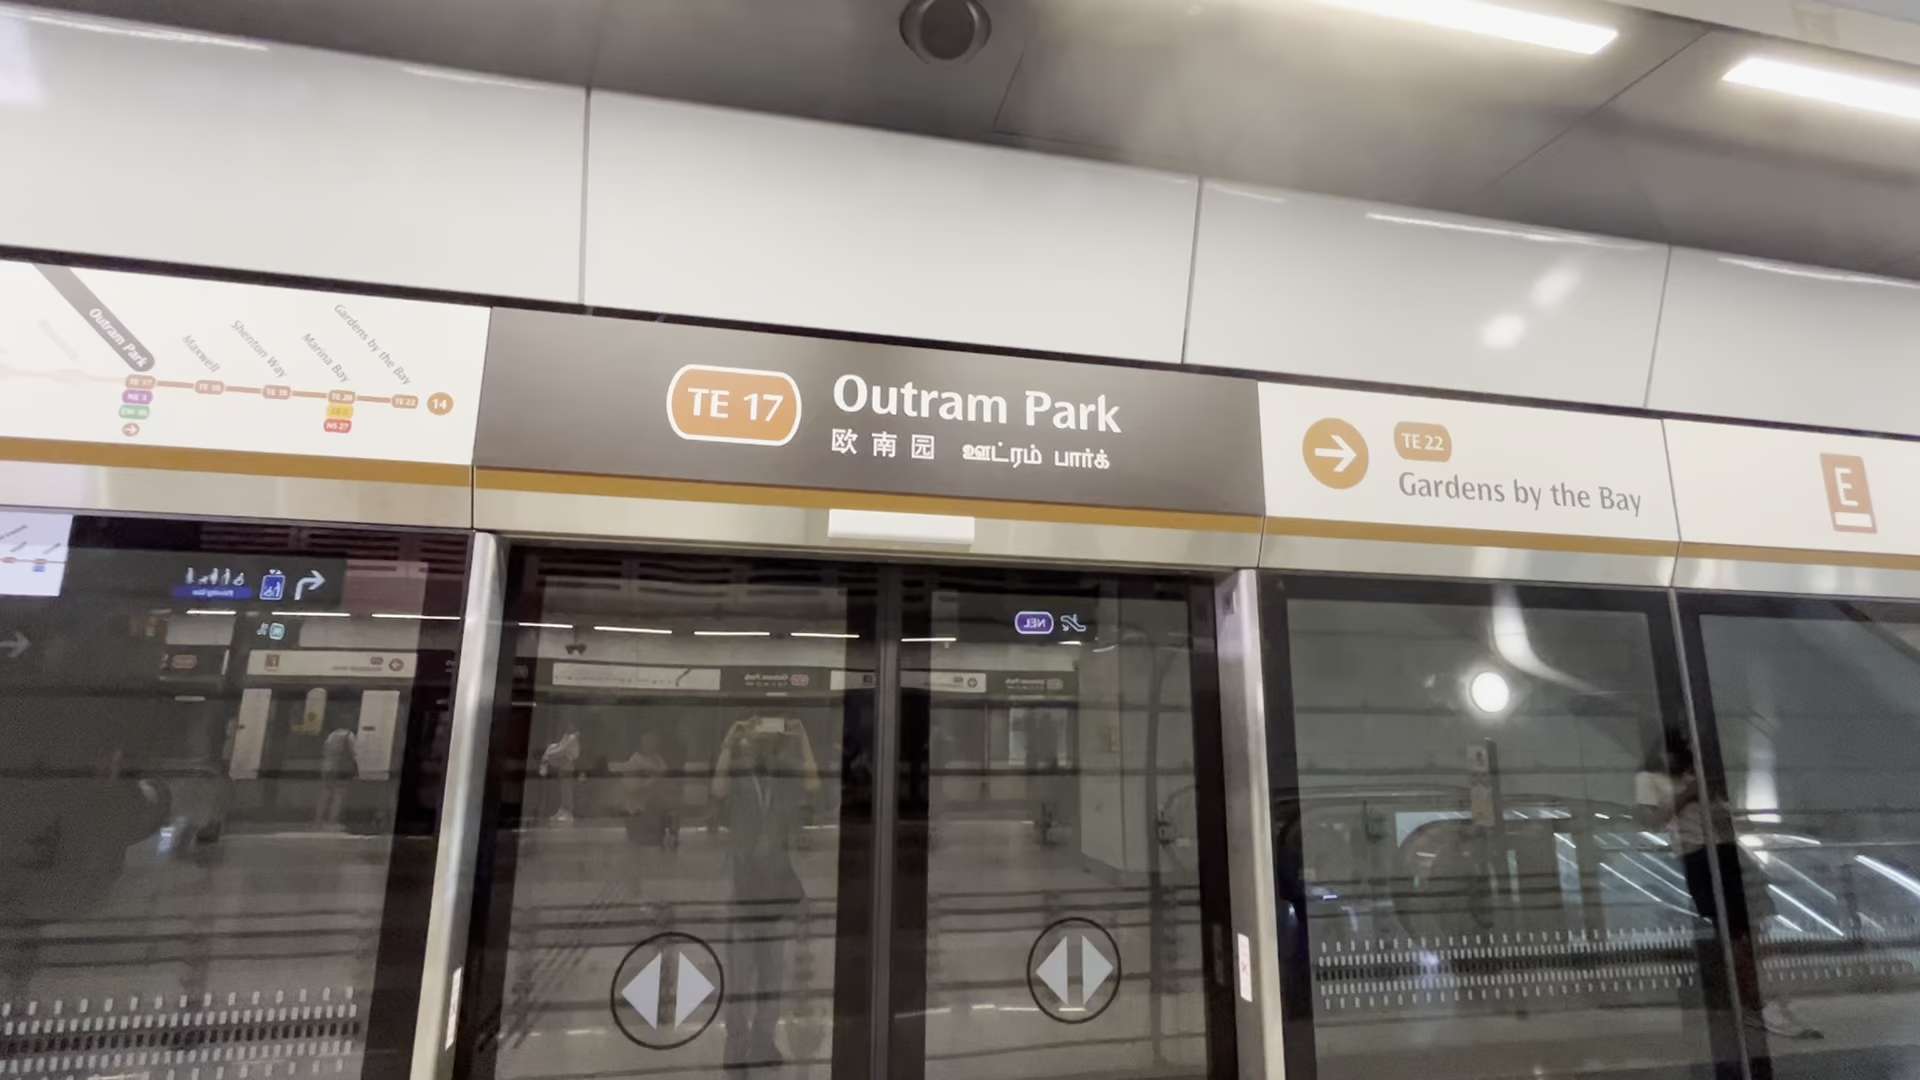 Outram Park
Maxwell
Shenton Way
Marina Bay
Gardens by the Bay
TE 17
TE 18
TE 19
TE 20
TE 22
14
NE 3
EW 16
CE 2
NS 27
TE 17
Outram Park
欧南园 ஊட்ரம் பார்க்
TE 22
Gardens by the Bay
E
NEL